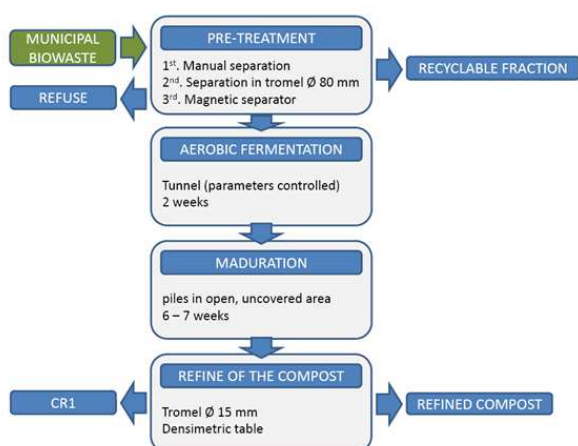 MUNICIPAL
BIOWASTE
PRE-TREATMENT
1st. Manual separation
2nd. Separation in tromel Ø 80 mm
3rd. Magnetic separator
RECYCLABLE FRACTION
REFUSE
AEROBIC FERMENTATION
Tunnel (parameters controlled)
2 weeks
MADURATION
piles in open, uncovered area
6 – 7 weeks
REFINE OF THE COMPOST
Tromel Ø 15 mm
Densimetric table
CR1
REFINED COMPOST